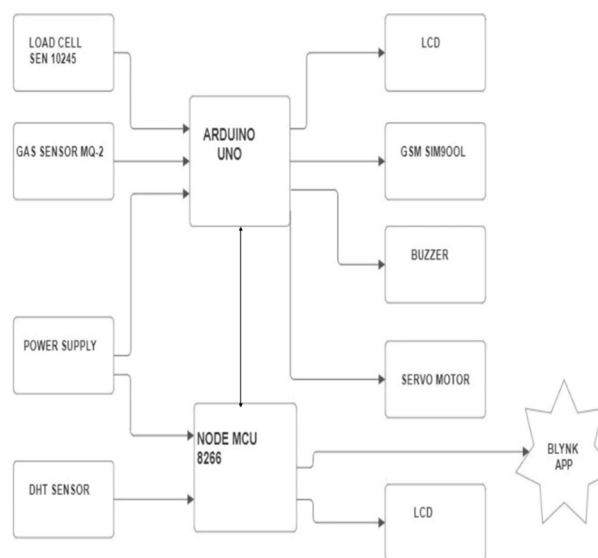 LOAD CELL
SEN 10245
LCD
ARDUINO
UNO
GAS SENSOR MQ-2
GSM SIM9OOL
BUZZER
POWER SUPPLY
SERVO MOTOR
NODE MCU
8266
BLYNK
APP
DHT SENSOR
LCD